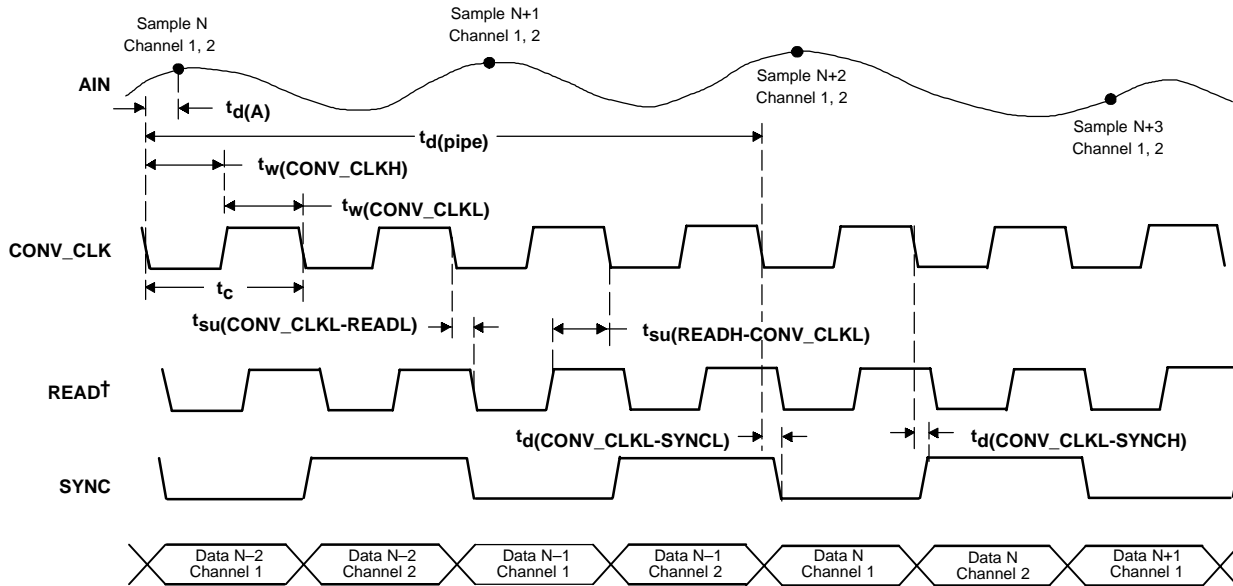 Sample N
Channel 1, 2
Sample N+1
Channel 1, 2
Sample N+2
Channel 1, 2
Sample N+3
Channel 1, 2
AIN
td(A)
td(pipe)
tw(CONV_CLKH)
tw(CONV_CLKL)
CONV_CLK
tc
tsu(CONV_CLKL-READL)
tsu(READH-CONV_CLKL)
READ†
td(CONV_CLKL-SYNCL)
td(CONV_CLKL-SYNCH)
SYNC
Data N–2
Channel 1
Data N–2
Channel 2
Data N–1
Channel 1
Data N–1
Channel 2
Data N
Channel 1
Data N
Channel 2
Data N+1
Channel 1